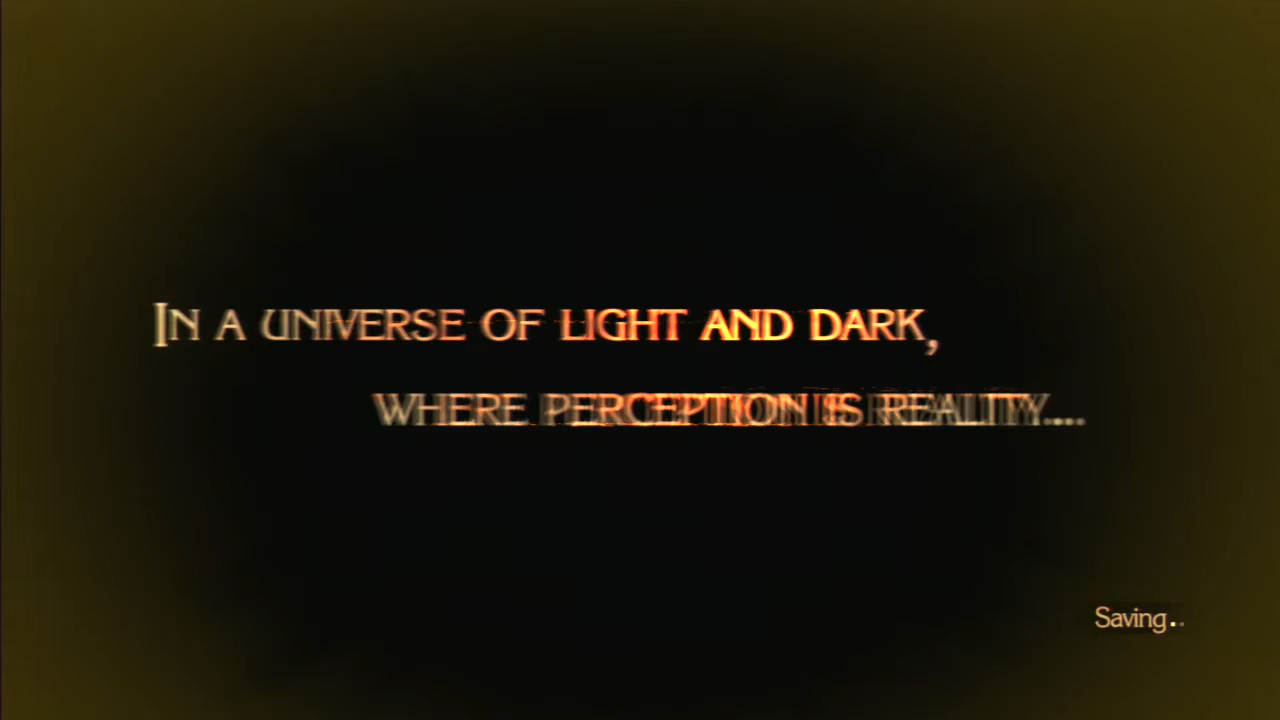 In a universe of light and dark,
where perception is reality....
Saving..